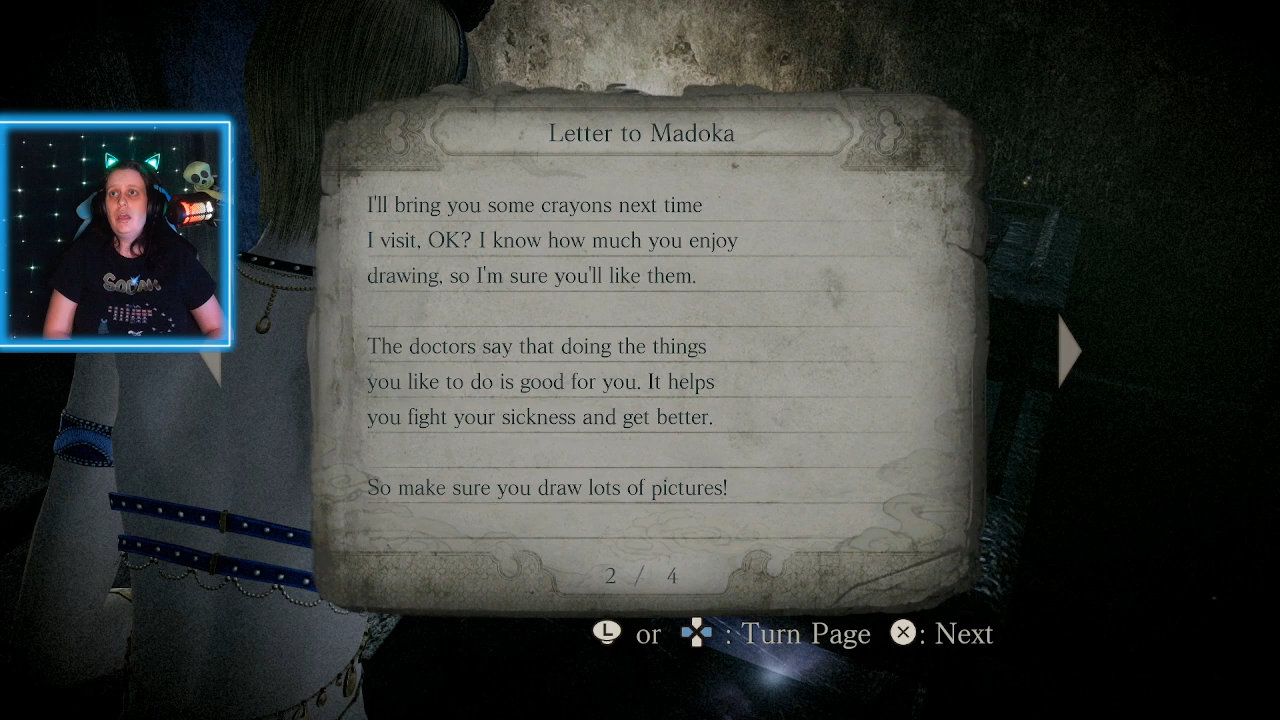 Letter to Madoka
I'll bring you some crayons next time
I visit, OK? I know how much you enjoy
drawing, so I'm sure you'll like them.
The doctors say that doing the things
you like to do is good for you. It helps
you fight your sickness and get better.
So make sure you draw lots of pictures!
2 / 4
L or : Turn Page X: Next